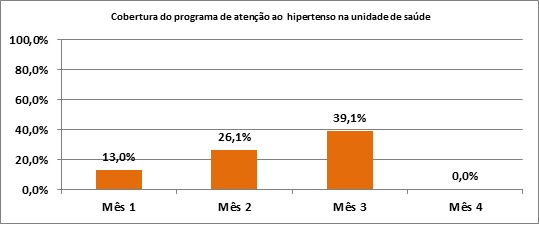 Cobertura do programa de atenção ao hipertenso na unidade de saúde
100,0%
80,0%
60,0%
40,0%
20,0%
0,0%
13,0%
26,1%
39,1%
0,0%
Mês 1
Mês 2
Mês 3
Mês 4